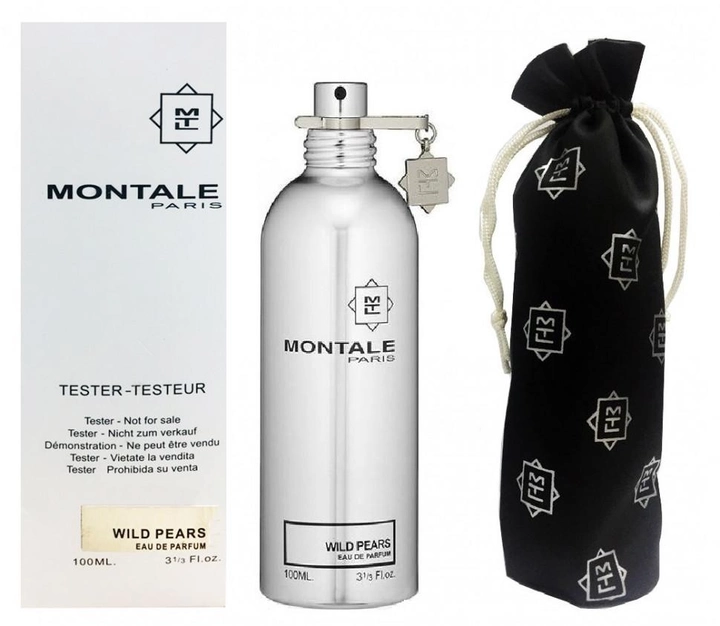 MONTALE
PARIS
TESTER-TESTEUR
Tester - Not for sale
Tester - Nicht zum verkauf
Démonstration - Ne peut être vendu
Tester - Vietate la vendita
Tester Prohibida su venta
WILD PEARS
EAU DE PARFUM
100ML. 3 1/3 Fl.oz.
MONTALE
PARIS
WILD PEARS
EAU DE PARFUM
100ML. 3 1/3 Fl.oz.